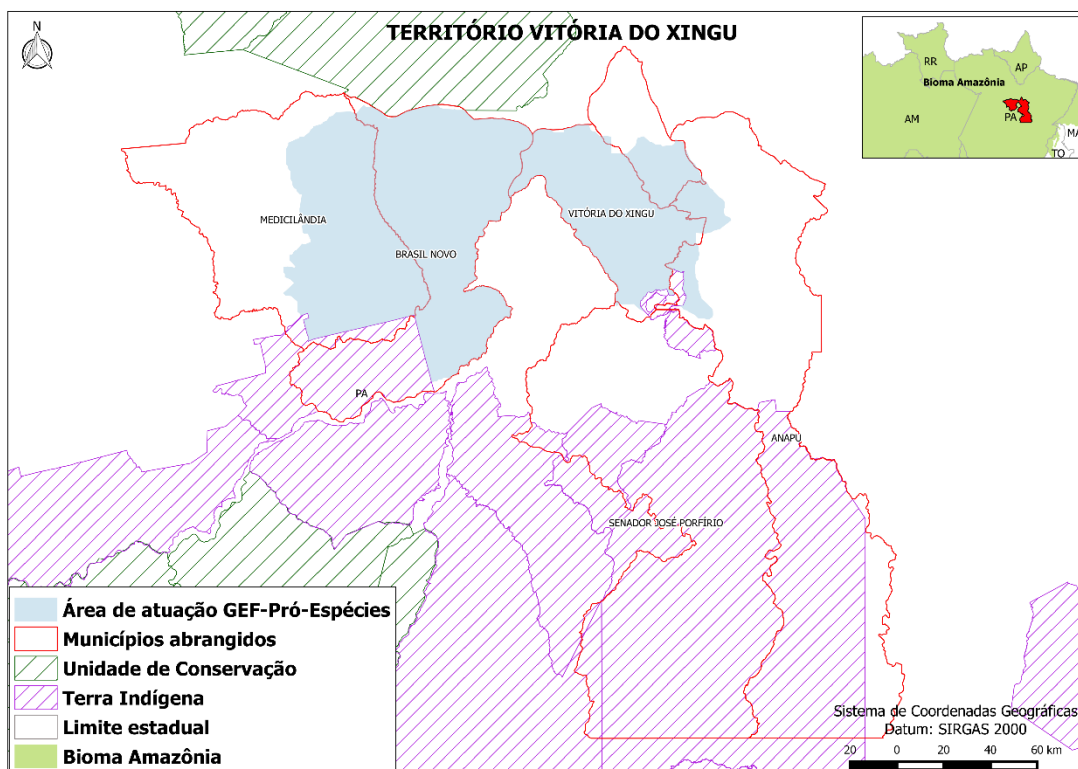 TERRITÓRIO VITÓRIA DO XINGU
N
RR
AP
Bioma Amazônia
AM
PA
MA
TO
MEDICILÂNDIA
VITÓRIA DO XINGU
BRASIL NOVO
PA
ANAPU
SENADOR JOSÉ PORFÍRIO
Área de atuação GEF-Pró-Espécies
Municípios abrangidos
Unidade de Conservação
Terra Indígena
Limite estadual
Bioma Amazônia
Sistema de Coordenadas Geográficas
Datum: SIRGAS 2000
20 0 20 40 60 km